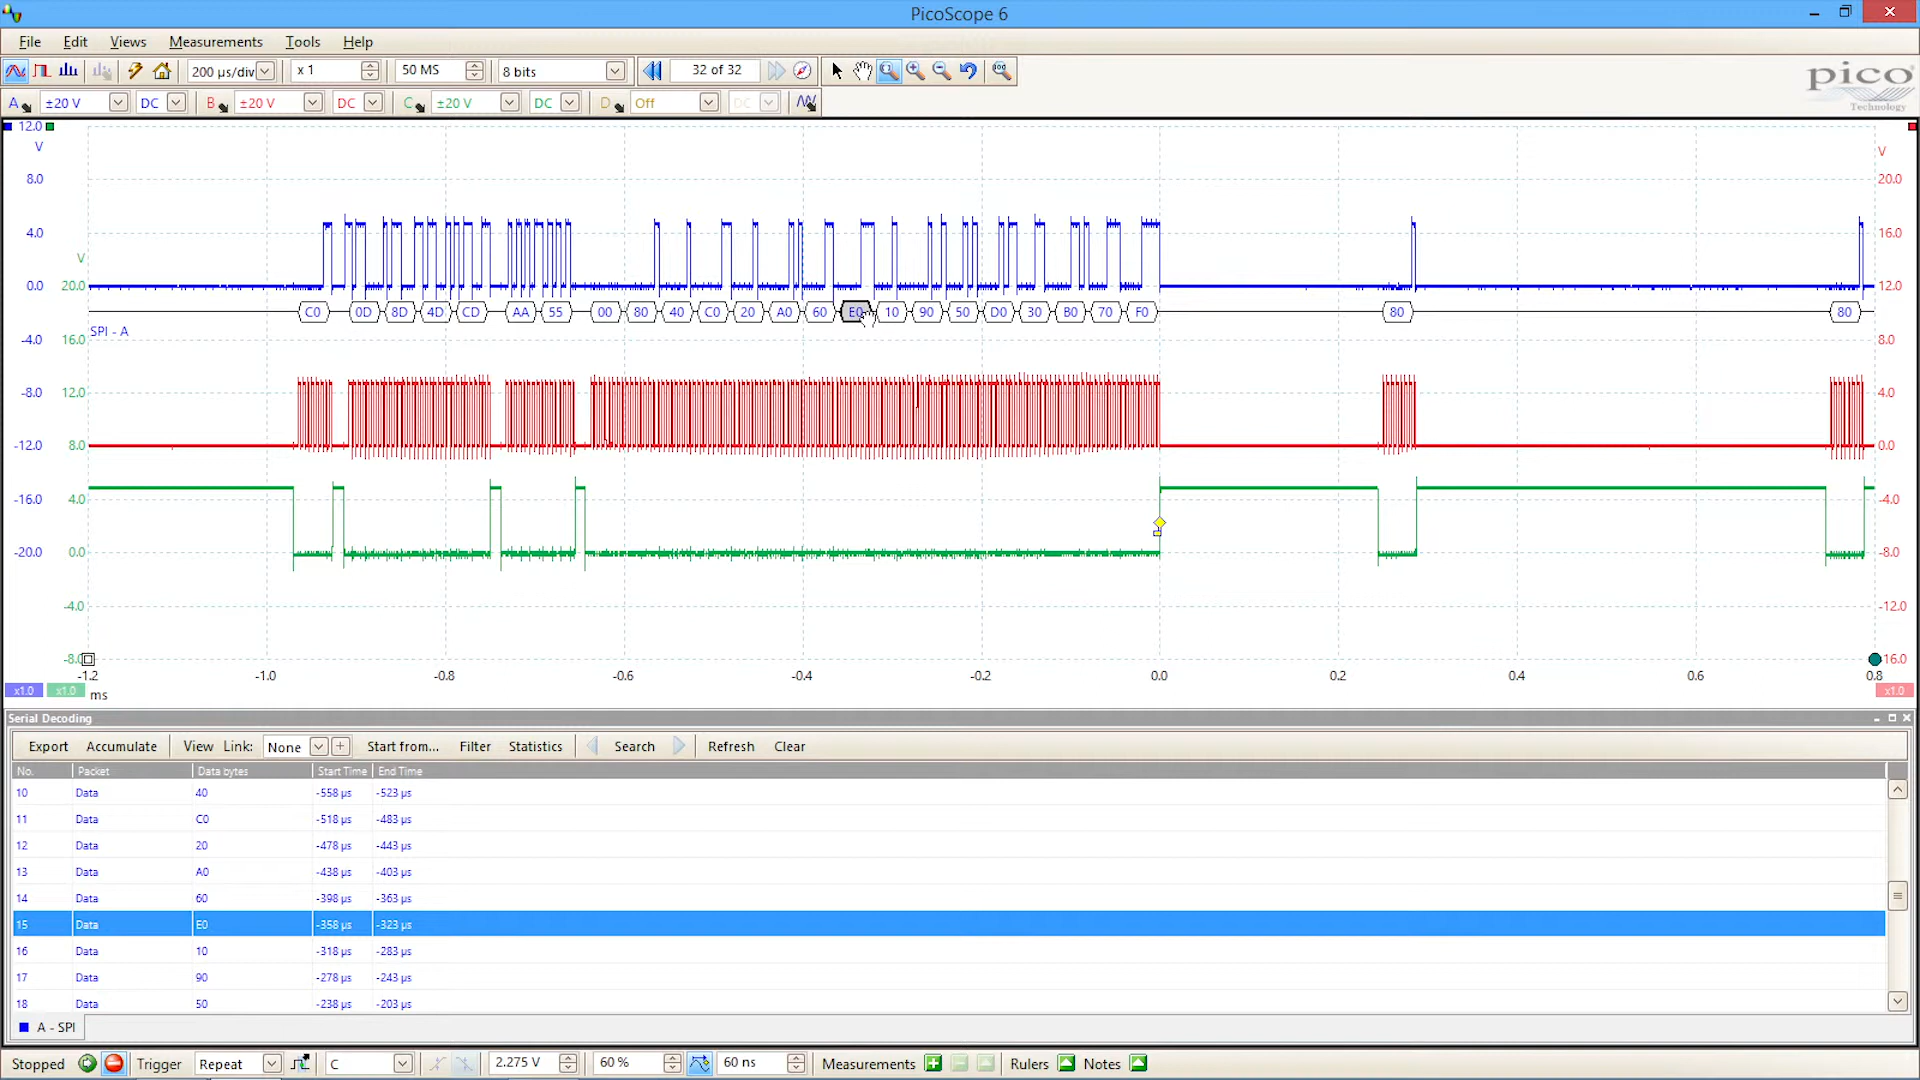 PicoScope 6
File Edit Views Measurements Tools Help
200 µs/div x 1 50 MS 8 bits 32 of 32
pico
Technology
A ±20 V DC B ±20 V DC C ±20 V DC D Off DC
12.0 V
V
8.0 20.0
4.0 16.0
V
0.0 20.0 12.0
C0 0D 8D 4D CD AA 55 00 80 40 C0 20 A0 60 E0 10 90 50 D0 30 B0 70 F0 80 80
SPI - A
-4.0 16.0 8.0
-8.0 12.0 4.0
-12.0 8.0 0.0
-16.0 4.0 -4.0
-20.0 0.0 -8.0
-4.0 -12.0
-8.0 -16.0
-1.2 -1.0 -0.8 -0.6 -0.4 -0.2 0.0 0.2 0.4 0.6 0.8
x1.0 x1.0 ms x1.0
Serial Decoding
Export Accumulate View Link: None Start from... Filter Statistics Search Refresh Clear
No. Packet Data bytes Start Time End Time
10 Data 40 -558 µs -523 µs
11 Data C0 -518 µs -483 µs
12 Data 20 -478 µs -443 µs
13 Data A0 -438 µs -403 µs
14 Data 60 -398 µs -363 µs
15 Data E0 -358 µs -323 µs
16 Data 10 -318 µs -283 µs
17 Data 90 -278 µs -243 µs
18 Data 50 -238 µs -203 µs
A - SPI
Stopped Trigger Repeat C 2.275 V 60 % 60 ns Measurements Rulers Notes